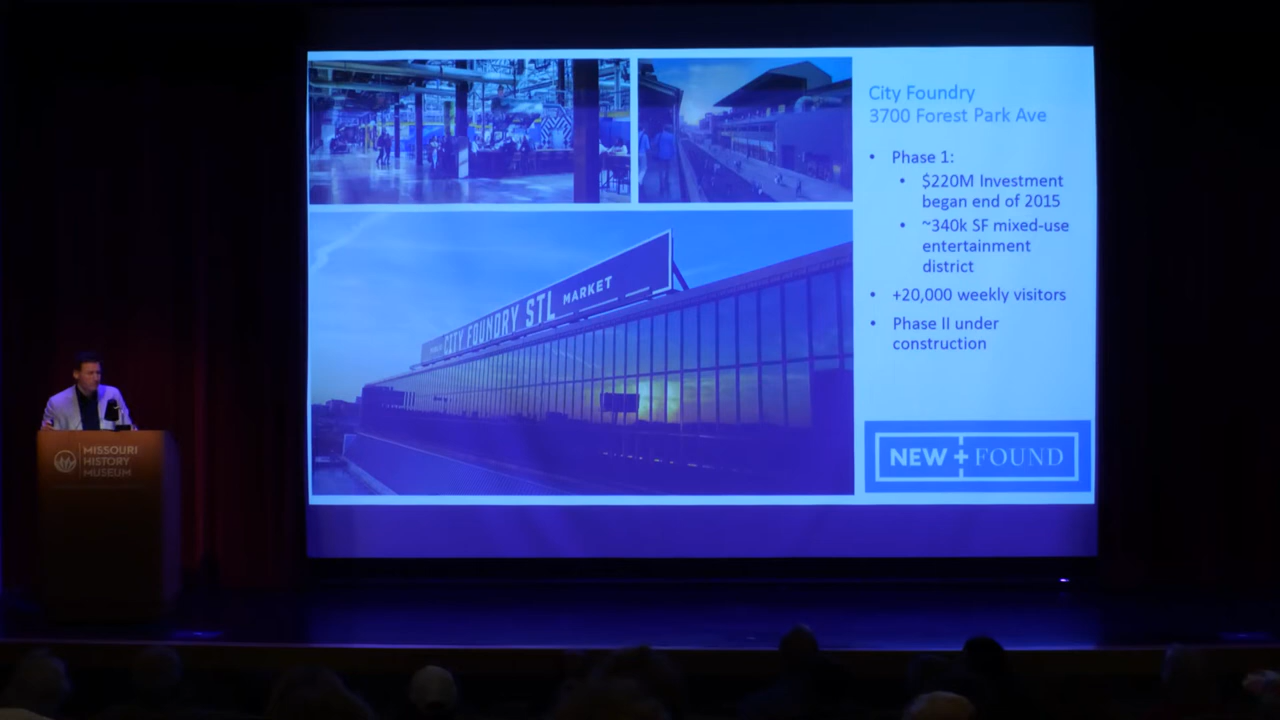 City Foundry
3700 Forest Park Ave
• Phase 1:
• $220M Investment
began end of 2015
• ~340k SF mixed-use
entertainment
district
• +20,000 weekly visitors
• Phase II under
construction
CITY FOUNDRY STL MARKET
NEW + FOUND
MISSOURI
HISTORY
MUSEUM